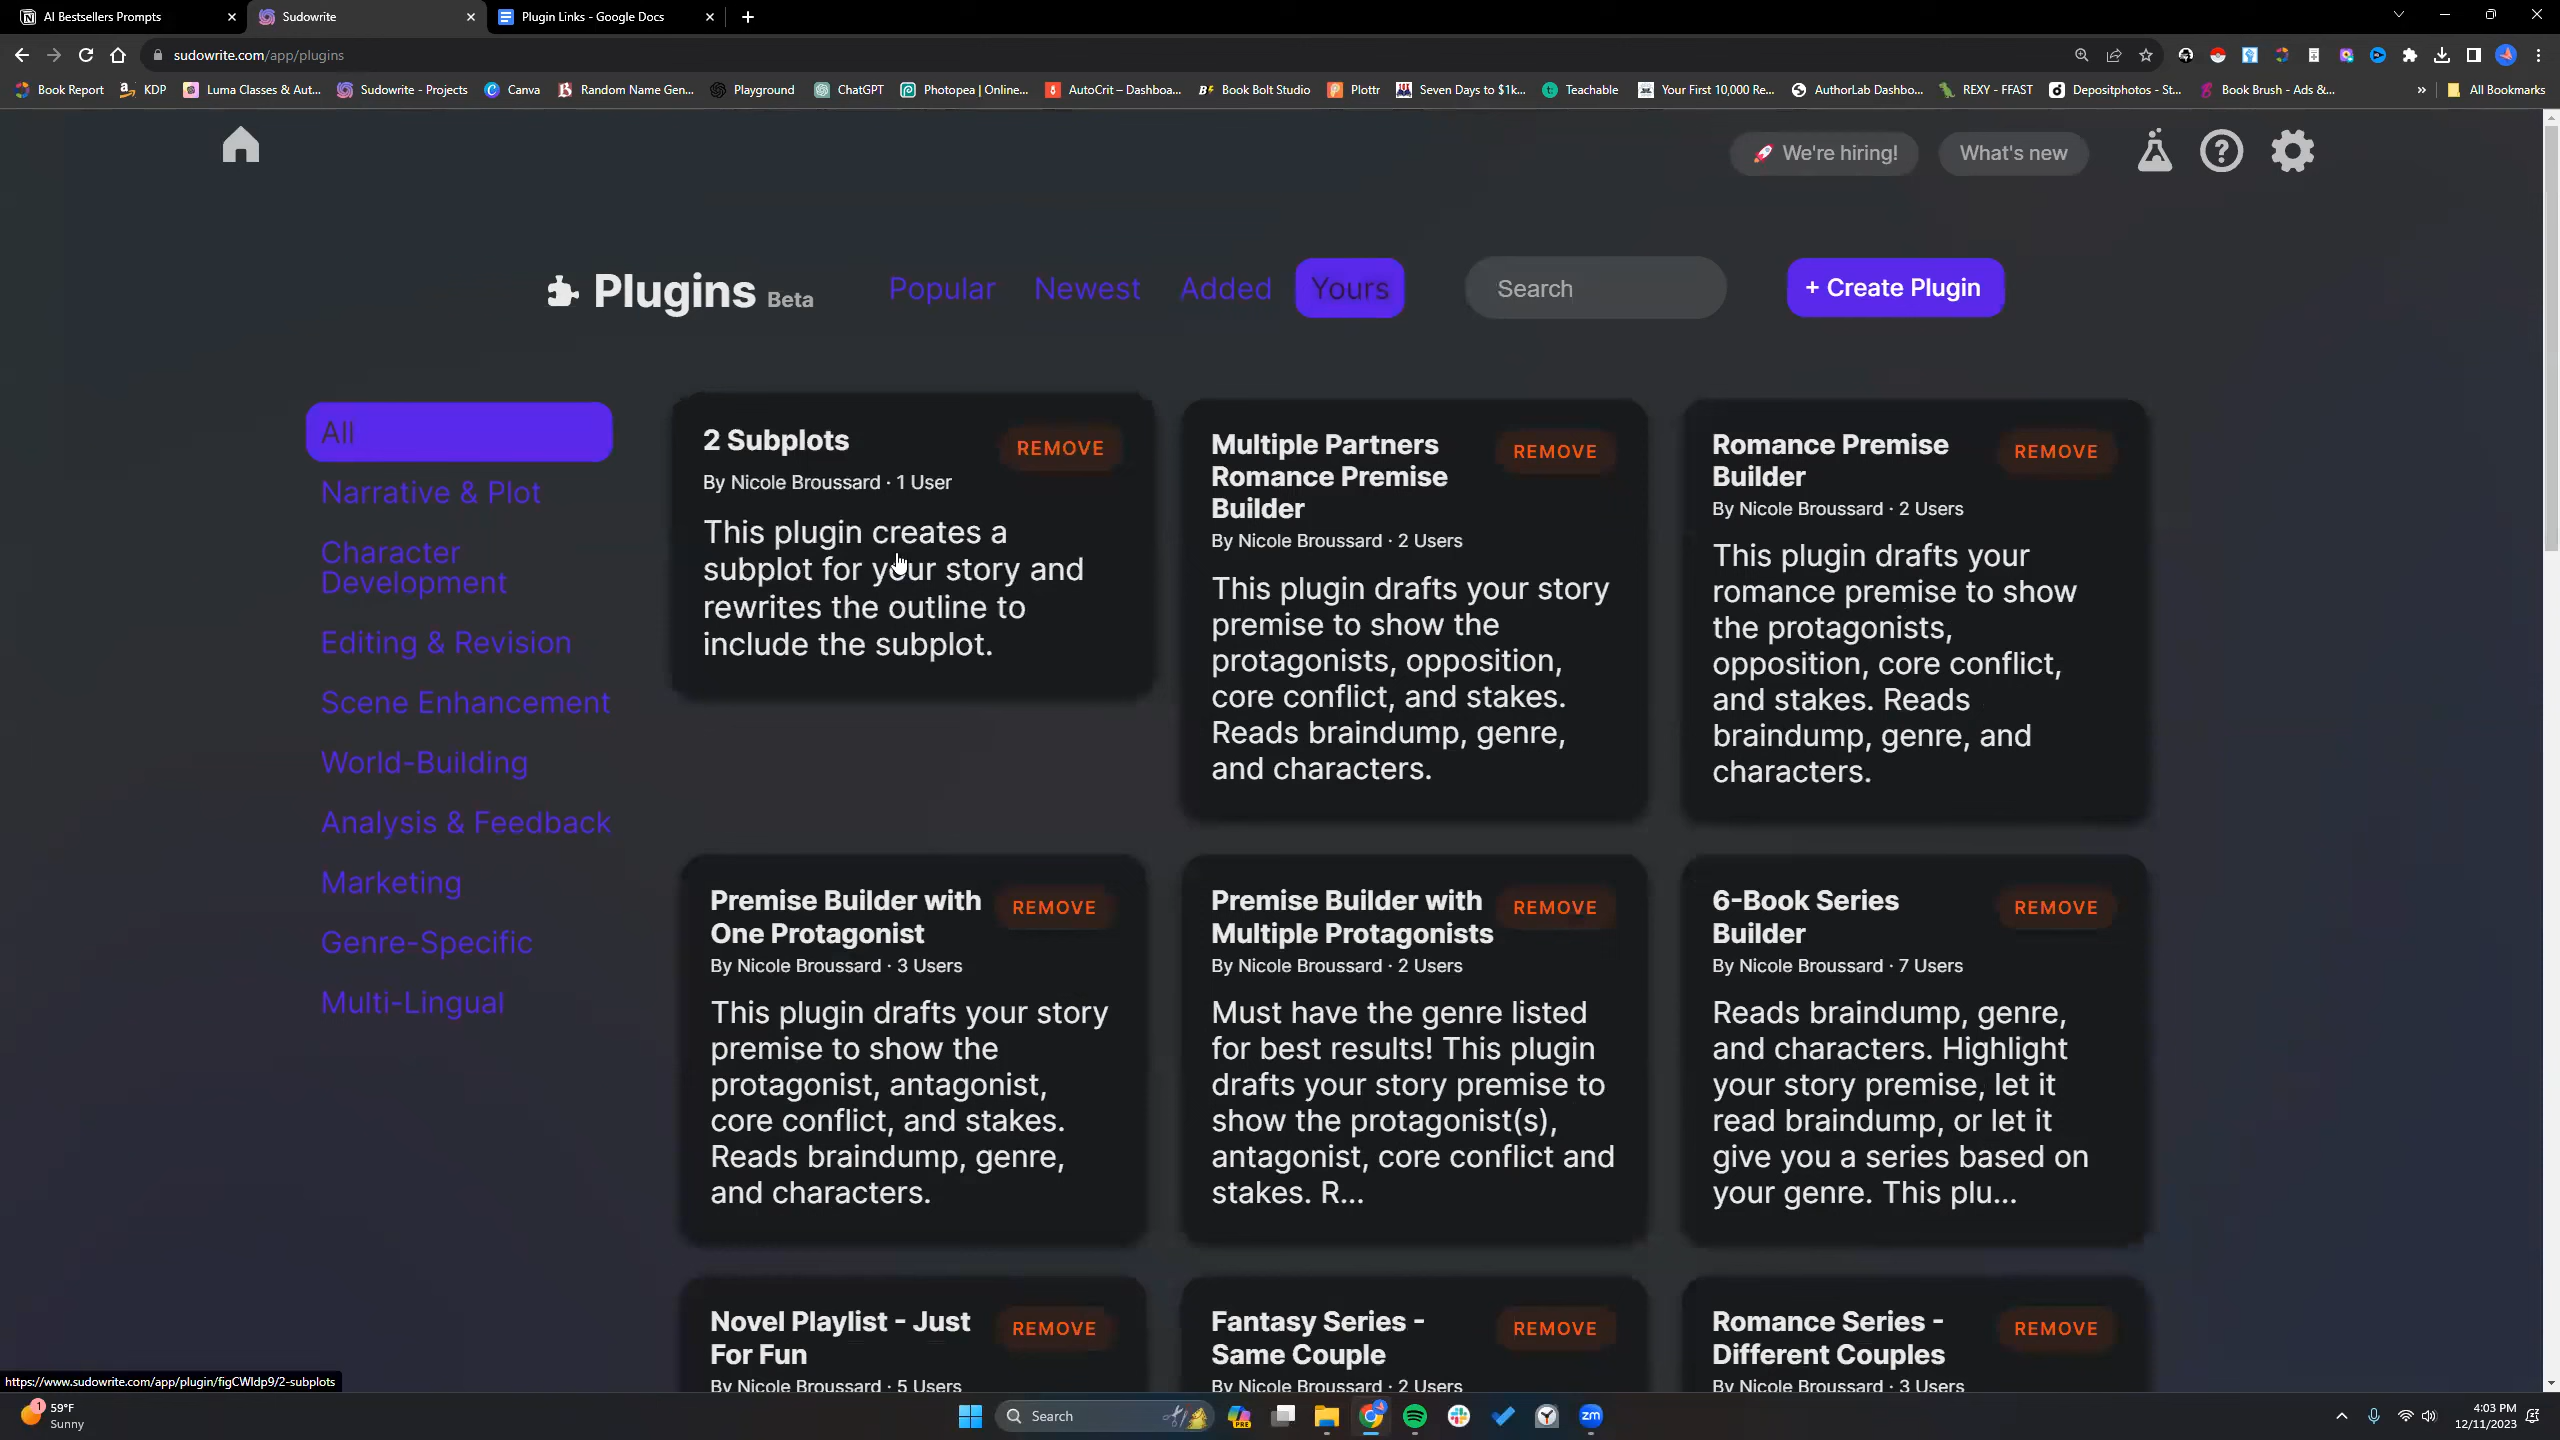 AI Bestsellers Prompts
Sudowrite
Plugin Links - Google Docs
sudowrite.com/app/plugins
Book Report
KDP
Luma Classes & Aut...
Sudowrite - Projects
Canva
Random Name Gen...
Playground
ChatGPT
Photopea | Online...
AutoCrit – Dashboa...
Book Bolt Studio
Plottr
Seven Days to $1k...
Teachable
Your First 10,000 Re...
AuthorLab Dashbo...
REXY - FFAST
Depositphotos - St...
Book Brush - Ads &...
»
All Bookmarks
🚀 We're hiring!
What's new
Plugins Beta
Popular
Newest
Added
Yours
Search
+ Create Plugin
All
Narrative & Plot
Character
Development
Editing & Revision
Scene Enhancement
World-Building
Analysis & Feedback
Marketing
Genre-Specific
Multi-Lingual
2 Subplots
REMOVE
By Nicole Broussard · 1 User
This plugin creates a
subplot for your story and
rewrites the outline to
include the subplot.
Multiple Partners
Romance Premise
Builder
REMOVE
By Nicole Broussard · 2 Users
This plugin drafts your story
premise to show the
protagonists, opposition,
core conflict, and stakes.
Reads braindump, genre,
and characters.
Romance Premise
Builder
REMOVE
By Nicole Broussard · 2 Users
This plugin drafts your
romance premise to show
the protagonists,
opposition, core conflict,
and stakes. Reads
braindump, genre, and
characters.
Premise Builder with
One Protagonist
REMOVE
By Nicole Broussard · 3 Users
This plugin drafts your story
premise to show the
protagonist, antagonist,
core conflict, and stakes.
Reads braindump, genre,
and characters.
Premise Builder with
Multiple Protagonists
REMOVE
By Nicole Broussard · 2 Users
Must have the genre listed
for best results! This plugin
drafts your story premise to
show the protagonist(s),
antagonist, core conflict and
stakes. R...
6-Book Series
Builder
REMOVE
By Nicole Broussard · 7 Users
Reads braindump, genre,
and characters. Highlight
your story premise, let it
read braindump, or let it
give you a series based on
your genre. This plu...
Novel Playlist - Just
For Fun
REMOVE
By Nicole Broussard · 5 Users
Fantasy Series -
Same Couple
REMOVE
By Nicole Broussard · 2 Users
Romance Series -
Different Couples
REMOVE
By Nicole Broussard · 3 Users
https://www.sudowrite.com/app/plugin/figCWldp9/2-subplots
1
59°F
Sunny
Search
PRE
zm
4:03 PM
12/11/2023